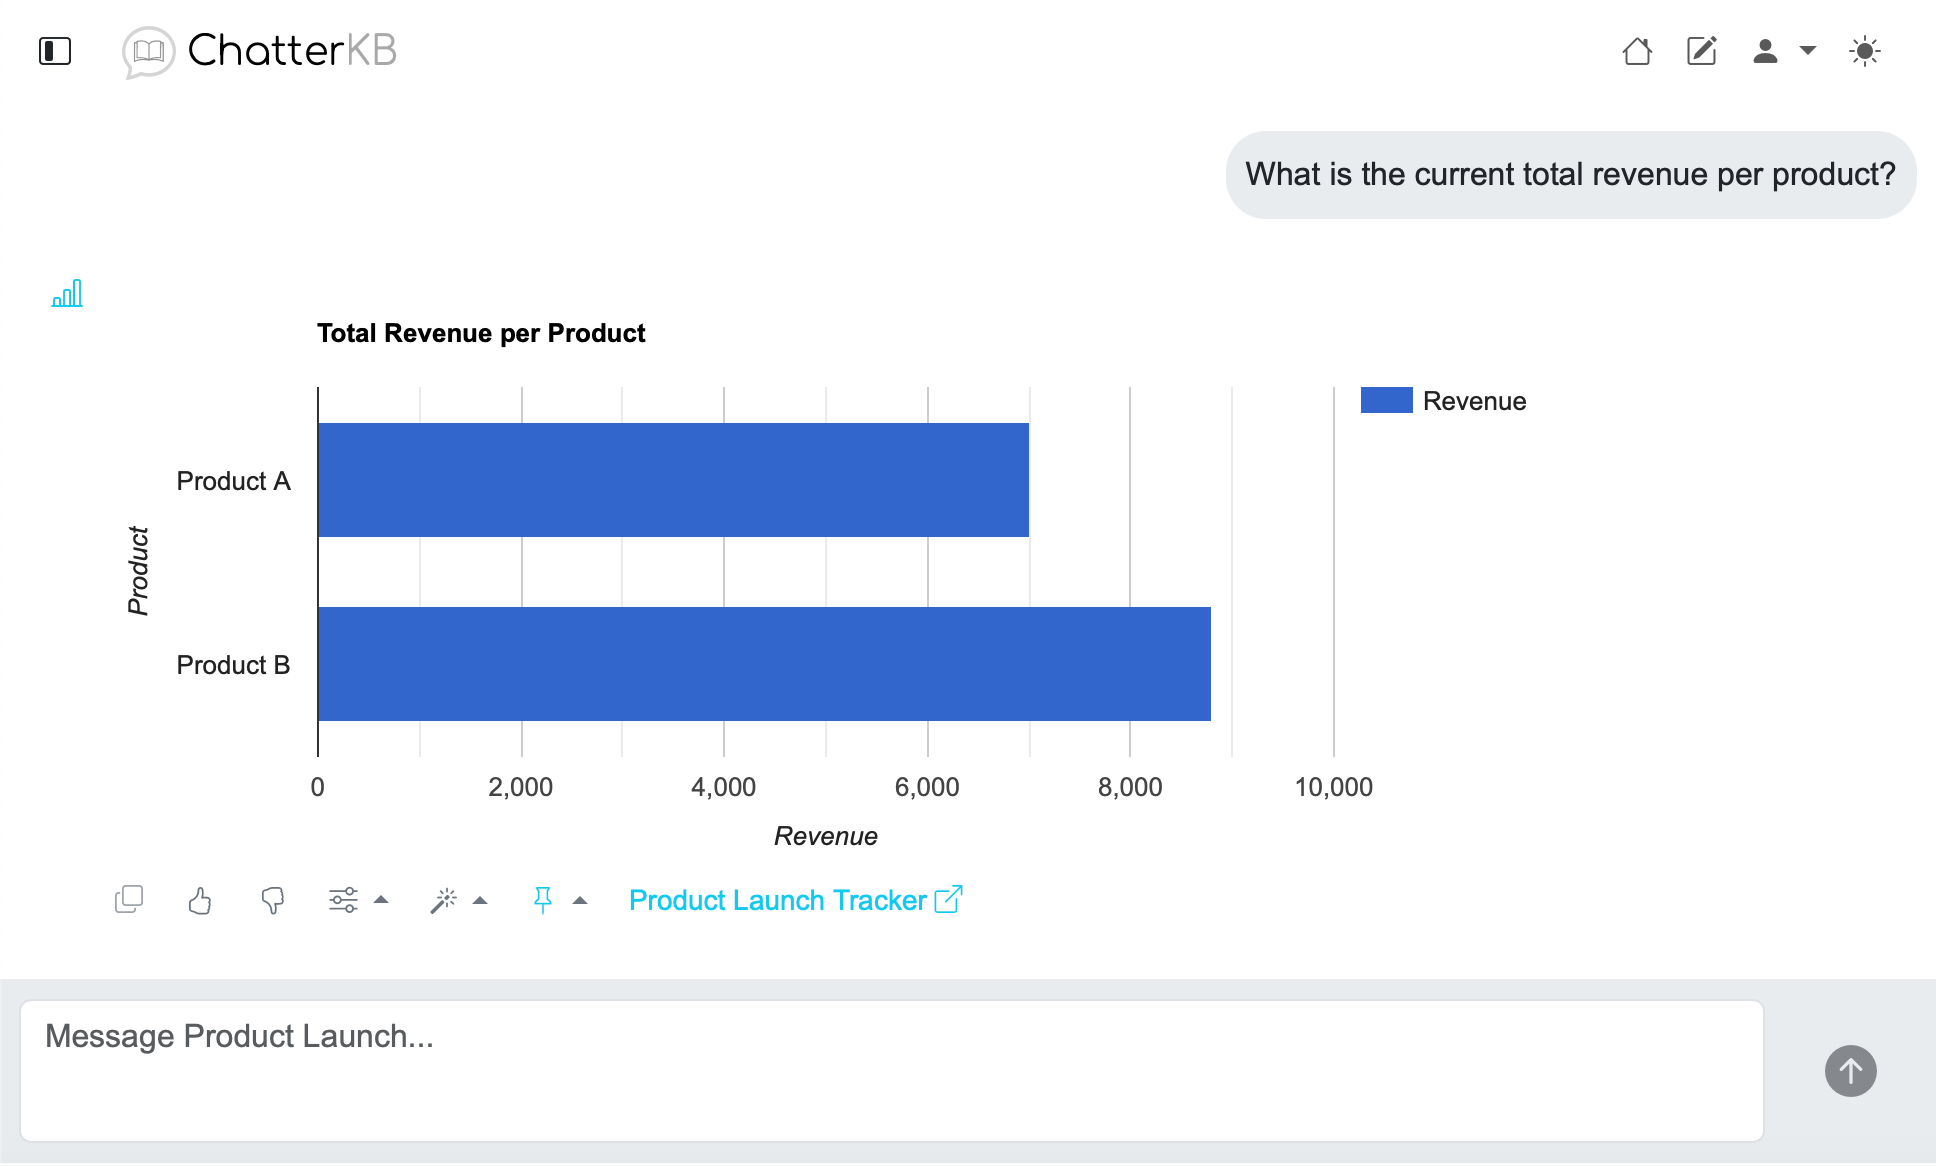 ChatterKB
What is the current total revenue per product?
Total Revenue per Product
Revenue
Product A
Product
Product B
0 2,000 4,000 6,000 8,000 10,000
Revenue
Product Launch Tracker
Message Product Launch...